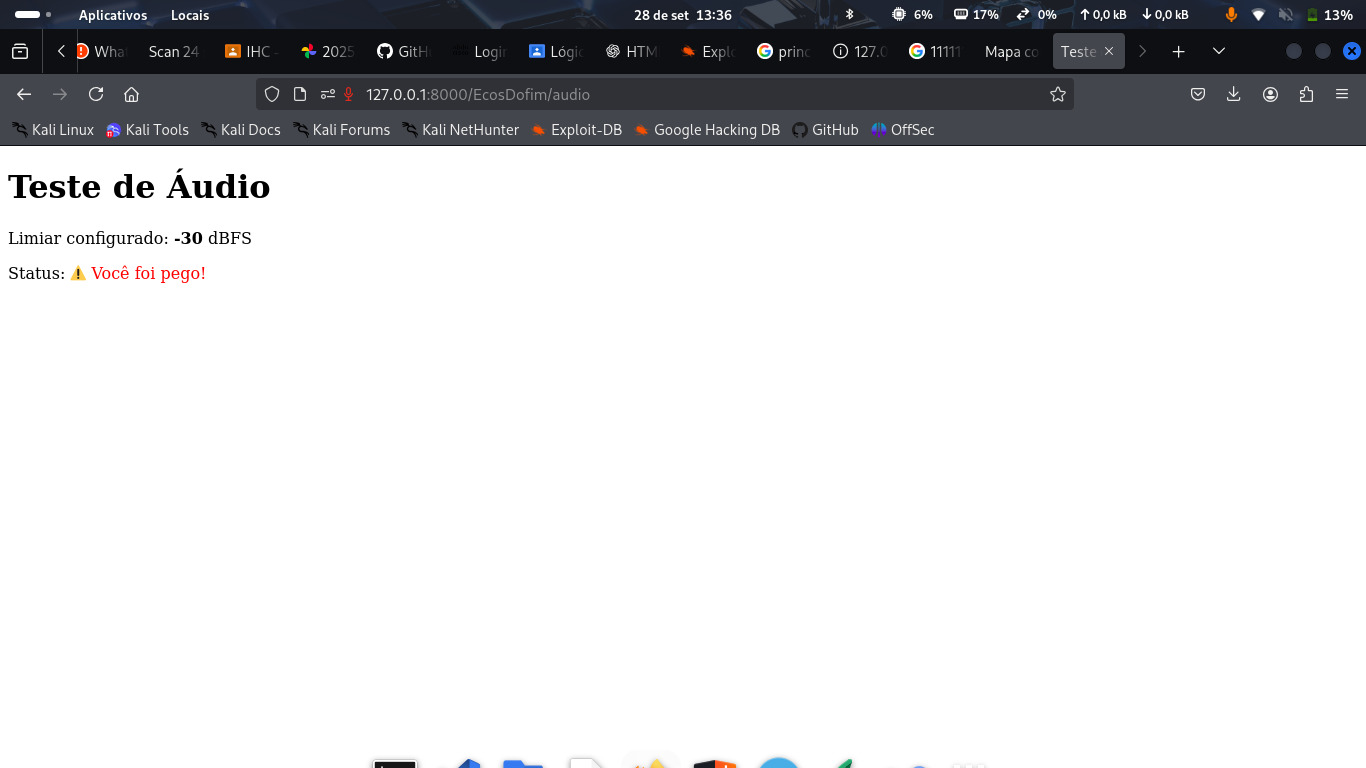 Aplicativos Locais 28 de set 13:36 6% 17% 0% 0,0 kB 0,0 kB 13%
Wha Scan 24 IHC - 2025 GitH Login Lógic HTM Explo princ 127.0 11111 Mapa co Teste
127.0.0.1:8000/EcosDofim/audio
Kali Linux Kali Tools Kali Docs Kali Forums Kali NetHunter Exploit-DB Google Hacking DB GitHub OffSec
Teste de Áudio
Limiar configurado: -30 dBFS
Status: ⚠️ Você foi pego!